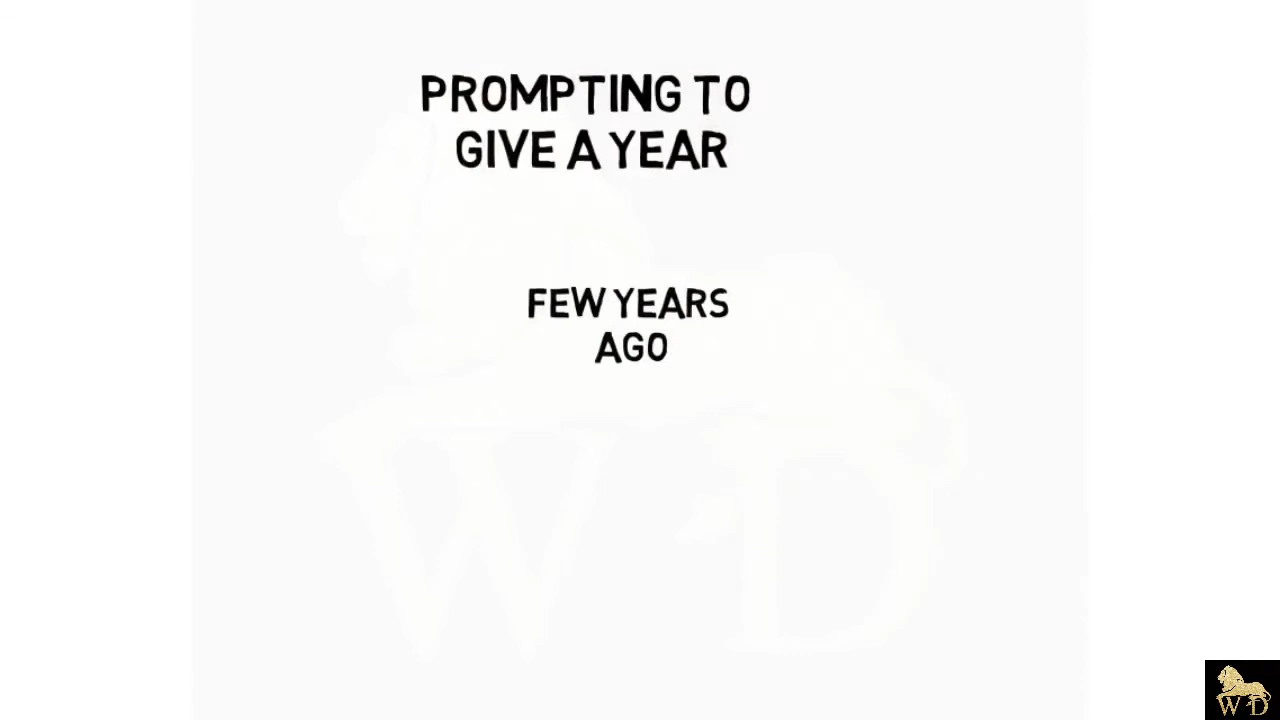 PROMPTING TO
GIVE A YEAR
FEW YEARS
AGO
W D
W D